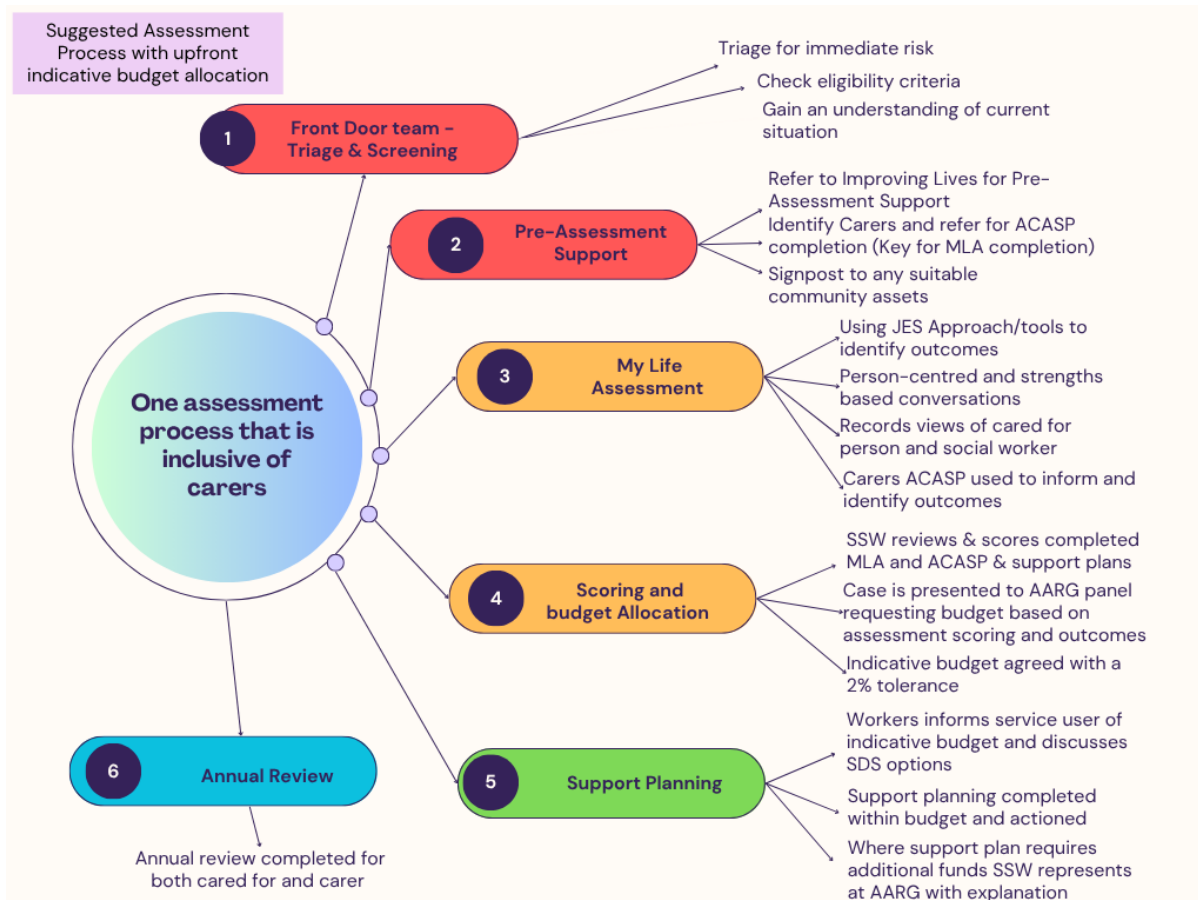 Suggested Assessment
Process with upfront
indicative budget allocation
1
Front Door team -
Triage & Screening
Triage for immediate risk
Check eligibility criteria
Gain an understanding of current
situation
2
Pre-Assessment
Support
Refer to Improving Lives for Pre-
Assessment Support
Identify Carers and refer for ACASP
completion (Key for MLA completion)
Signpost to any suitable
community assets
One assessment
process that is
inclusive of
carers
3
My Life
Assessment
Using JES Approach/tools to
identify outcomes
Person-centred and strengths
based conversations
Records views of cared for
person and social worker
Carers ACASP used to inform and
identify outcomes
4
Scoring and
budget Allocation
SSW reviews & scores completed
MLA and ACASP & support plans
Case is presented to AARG panel
requesting budget based on
assessment scoring and outcomes
Indicative budget agreed with a
2% tolerance
5
Support Planning
Workers informs service user of
indicative budget and discusses
SDS options
Support planning completed
within budget and actioned
Where support plan requires
additional funds SSW represents
at AARG with explanation
6
Annual Review
Annual review completed for
both cared for and carer